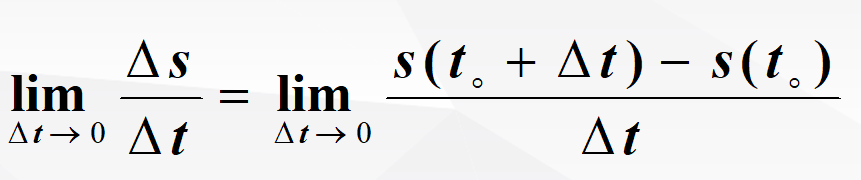 lim Δs/Δt = lim s(t∘ + Δt) − s(t∘)/Δt
Δt→0 Δt→0